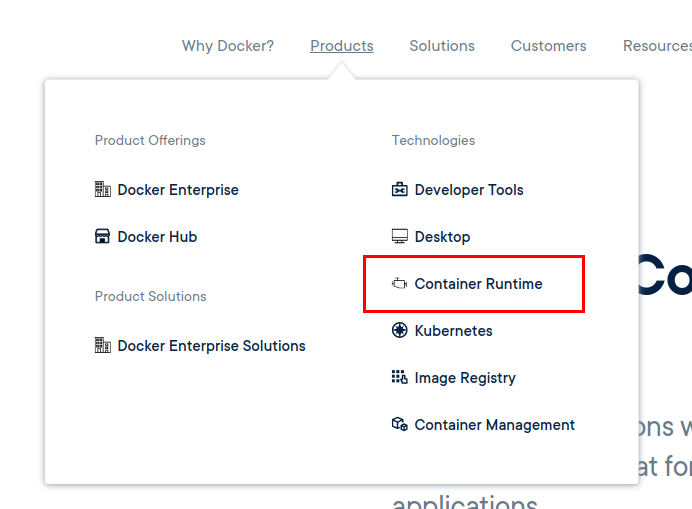 Why Docker? Products Solutions Customers Resources
Product Offerings
Docker Enterprise
Docker Hub
Product Solutions
Docker Enterprise Solutions
Technologies
Developer Tools
Desktop
Container Runtime
Kubernetes
Image Registry
Container Management
Co
ons w
at for
applications